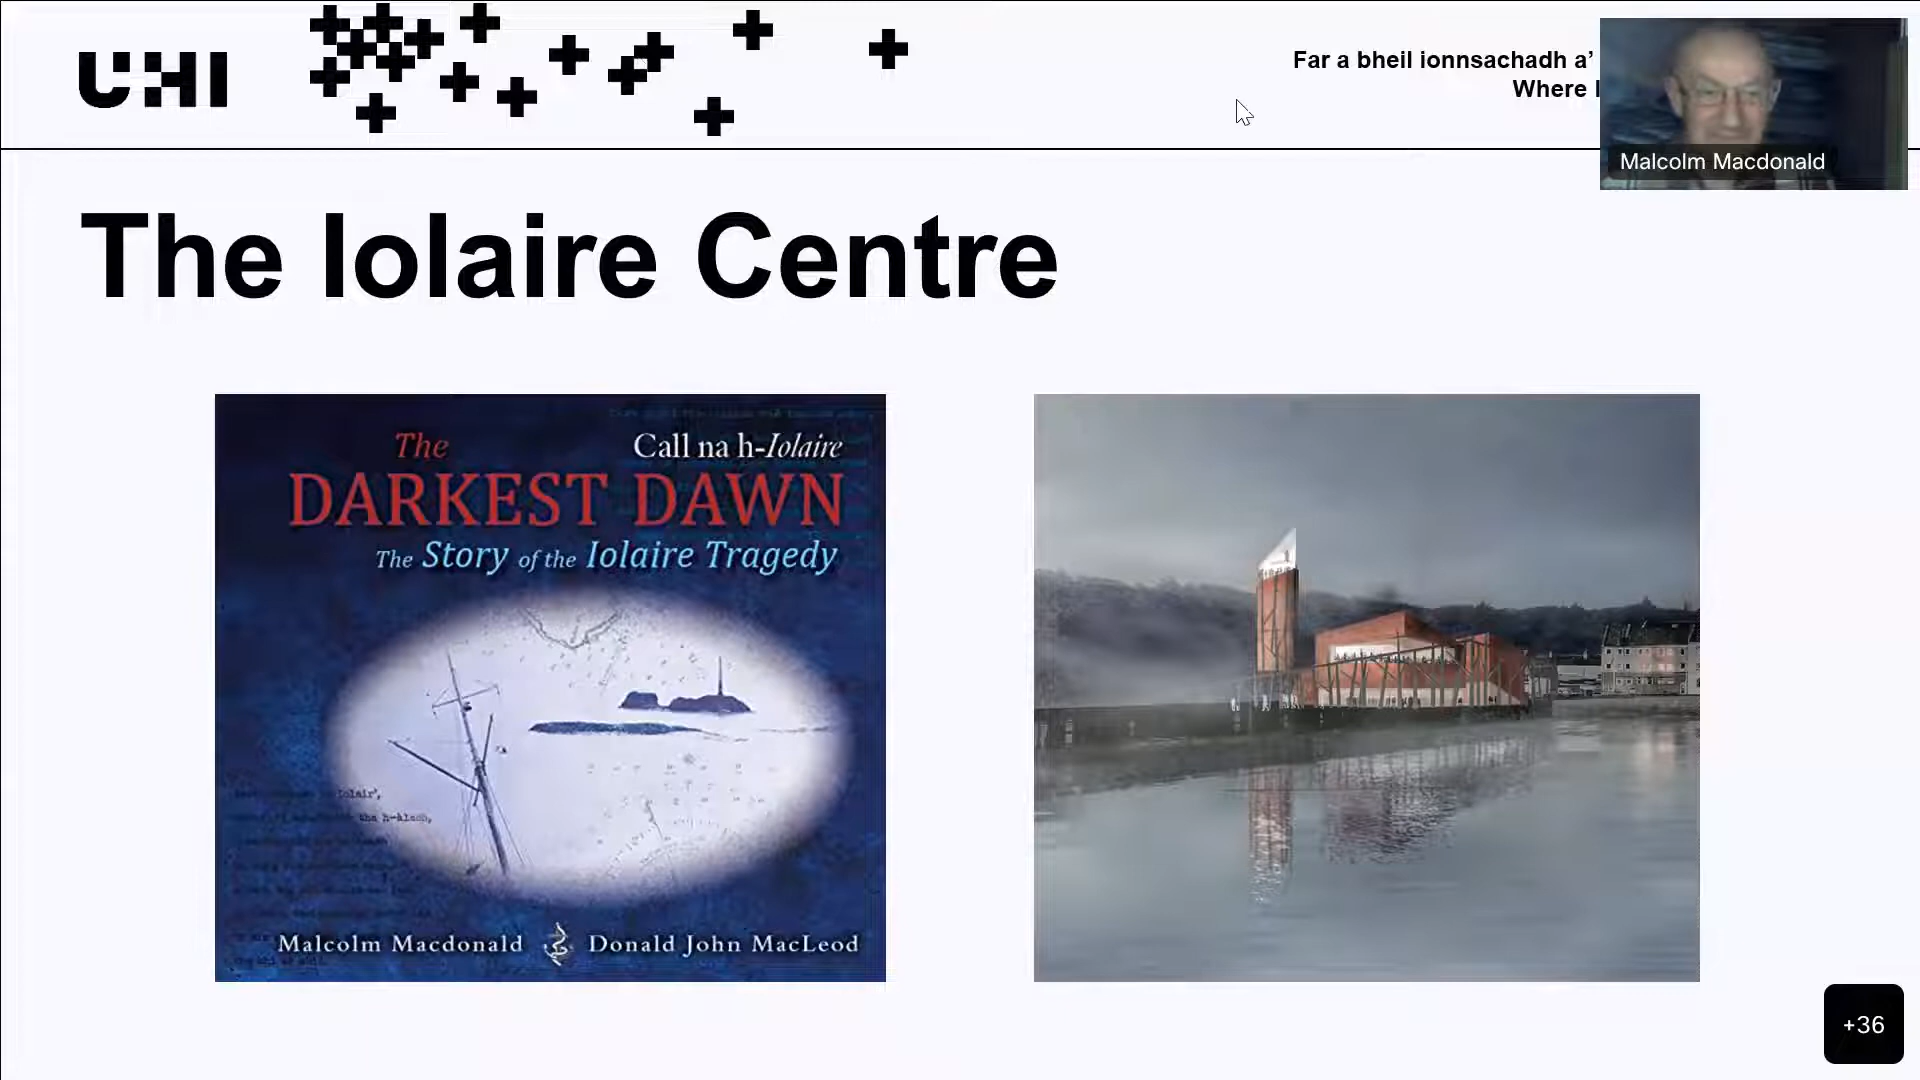 UHI
Far a bheil ionnsachadh a’
Where
Malcolm Macdonald
The Iolaire Centre
The
Call na h-Iolaire
DARKEST DAWN
The Story of the Iolaire Tragedy
Malcolm Macdonald
Donald John MacLeod
+36